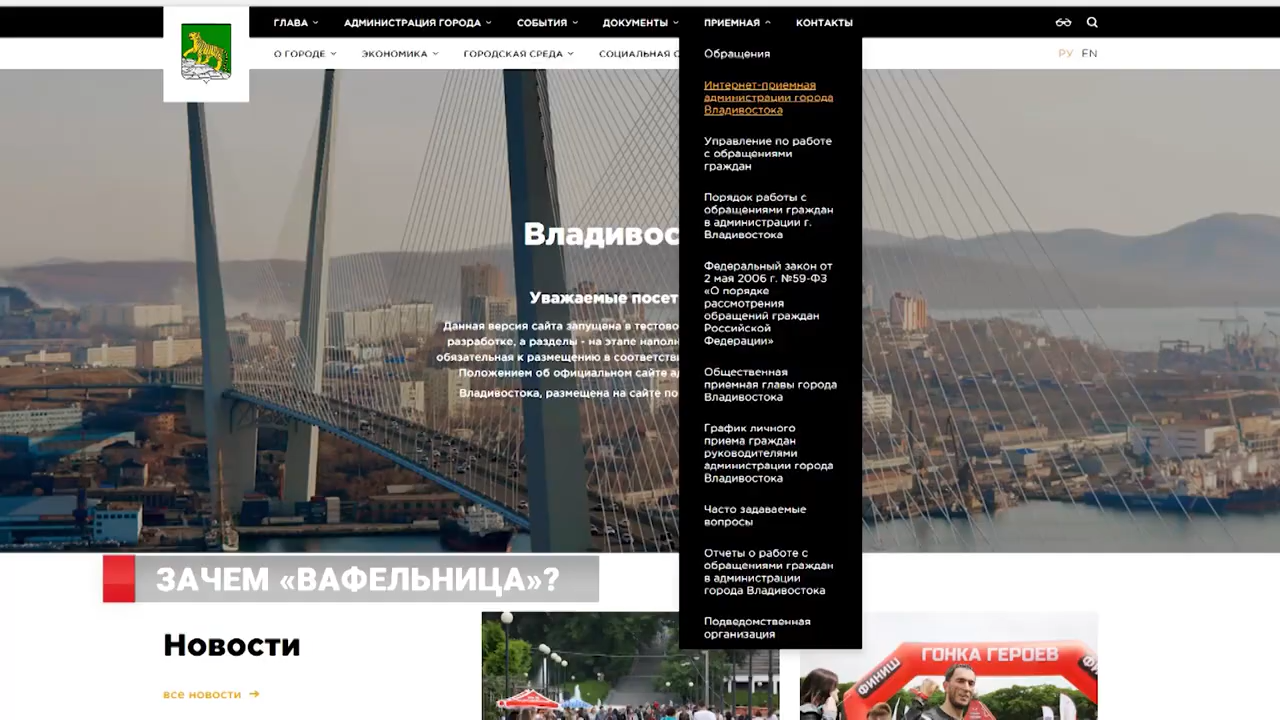 ГЛАВА
АДМИНИСТРАЦИЯ ГОРОДА
СОБЫТИЯ
ДОКУМЕНТЫ
ПРИЕМНАЯ
КОНТАКТЫ
О ГОРОДЕ
ЭКОНОМИКА
ГОРОДСКАЯ СРЕДА
СОЦИАЛЬНАЯ С
РУ EN
Обращения
Интернет-приемная
администрации города
Владивостока
Управление по работе
с обращениями
граждан
Порядок работы с
обращениями граждан
в администрации г.
Владивостока
Федеральный закон от
2 мая 2006 г. №59-ФЗ
«О порядке
рассмотрения
обращений граждан
Российской
Федерации»
Общественная
приемная главы города
Владивостока
График личного
приема граждан
руководителями
администрации города
Владивостока
Часто задаваемые
вопросы
Отчеты о работе с
обращениями граждан
в администрации
города Владивостока
Подведомственная
организация
Владивос
Уважаемые посет
Данная версия сайта запущена в тестово
разработке, а разделы - на этапе наполн
обязательная к размещению в соответстви
Положением об официальном сайте ад
Владивостока, размещена на сайте по
ЗАЧЕМ «ВАФЕЛЬНИЦА»?
Новости
все новости →
ГОНКА ГЕРОЕВ
ФИНИШ